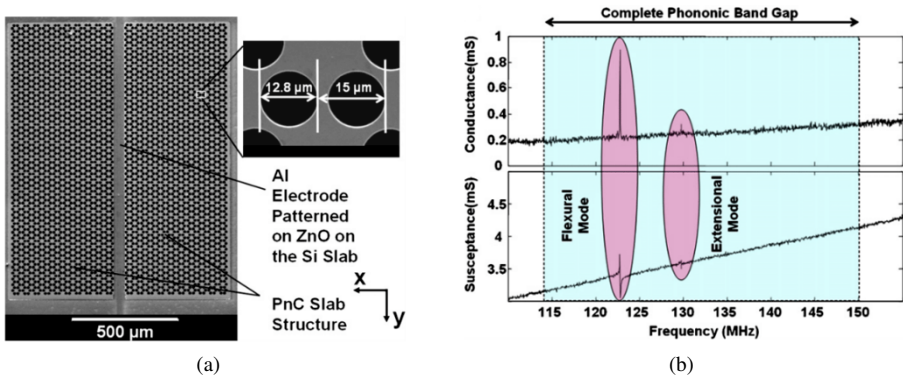 12.8 µm
15 µm
Al
Electrode
Patterned
on ZnO on
the Si Slab
x
y
PnC Slab
Structure
500 µm
(a)
Complete Phononic Band Gap
Conductance(mS)
1
0.8
0.6
0.4
0.2
0
Susceptance(mS)
4.5
3.5
Flexural
Mode
Extensional
Mode
115 120 125 130 135 140 145 150
Frequency (MHz)
(b)